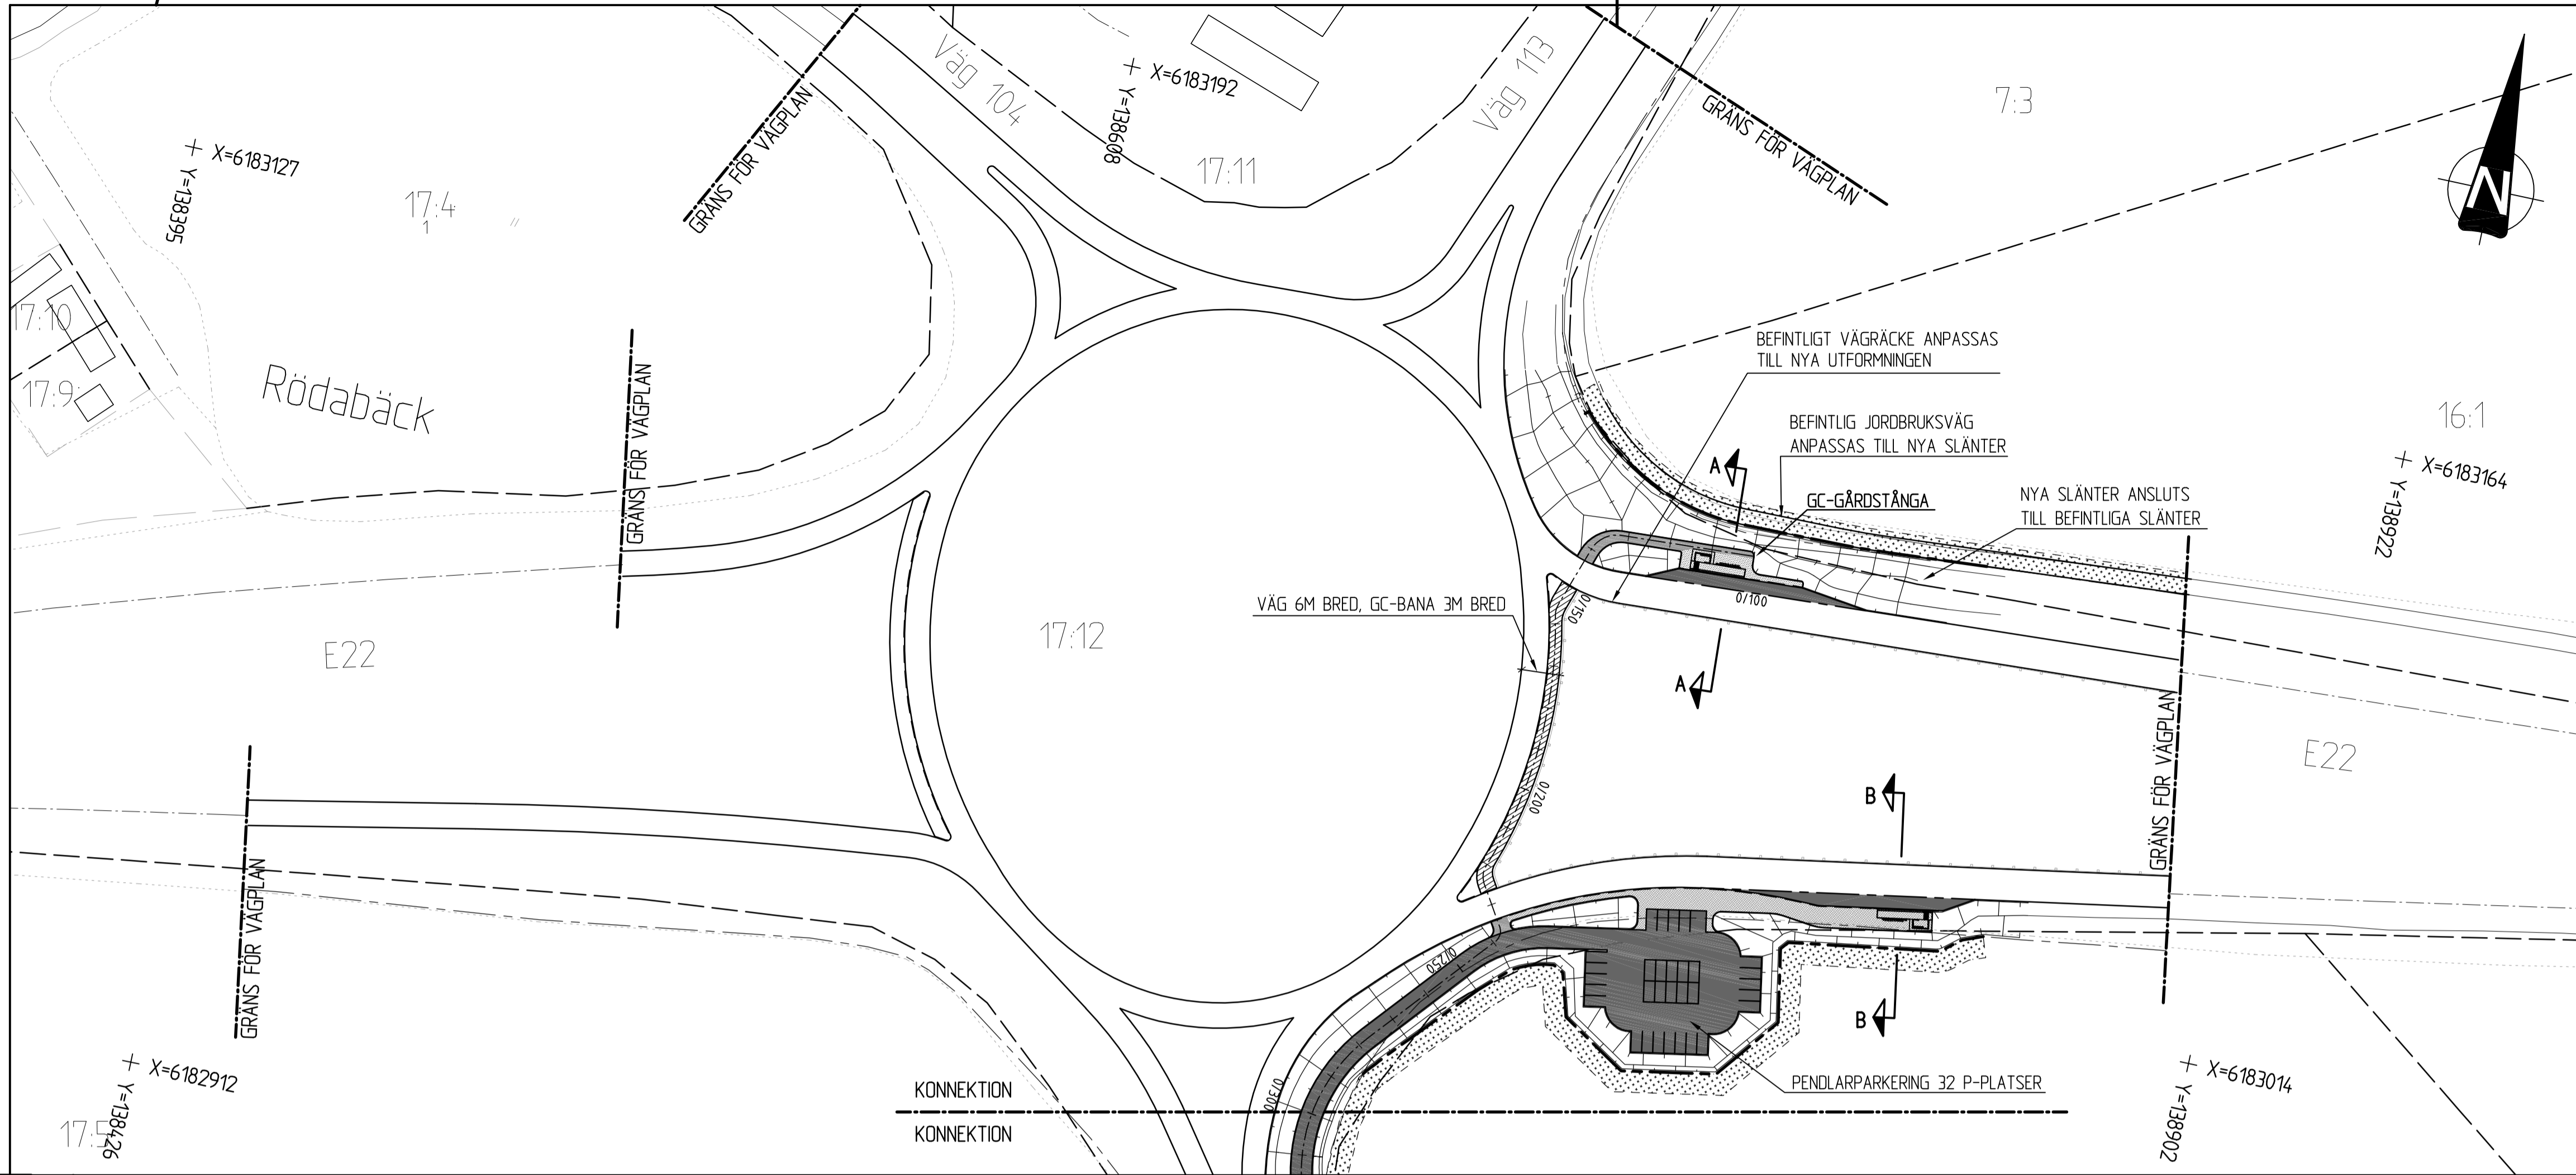 Väg 104
Väg 113
X=6183192
Y=138608
17:11
7:3
GRÄNS FÖR VÄGPLAN
GRÄNS FÖR VÄGPLAN
N
X=6183127
Y=138395
17:4
1
17:10
17:9
Rödabäck
GRÄNS FÖR VÄGPLAN
BEFINTLIGT VÄGRÄCKE ANPASSAS
TILL NYA UTFORMNINGEN
BEFINTLIG JORDBRUKSVÄG
ANPASSAS TILL NYA SLÄNTER
A
GC-GÅRDSTÅNGA
NYA SLÄNTER ANSLUTS
TILL BEFINTLIGA SLÄNTER
16:1
X=6183164
Y=138922
VÄG 6M BRED, GC-BANA 3M BRED
0/150
0/100
17:12
E22
A
GRÄNS FÖR VÄGPLAN
E22
0/200
B
GRÄNS FÖR VÄGPLAN
0/250
B
X=6182912
Y=138426
17:5
0/300
PENDLARPARKERING 32 P-PLATSER
X=6183014
Y=138902
KONNEKTION
KONNEKTION